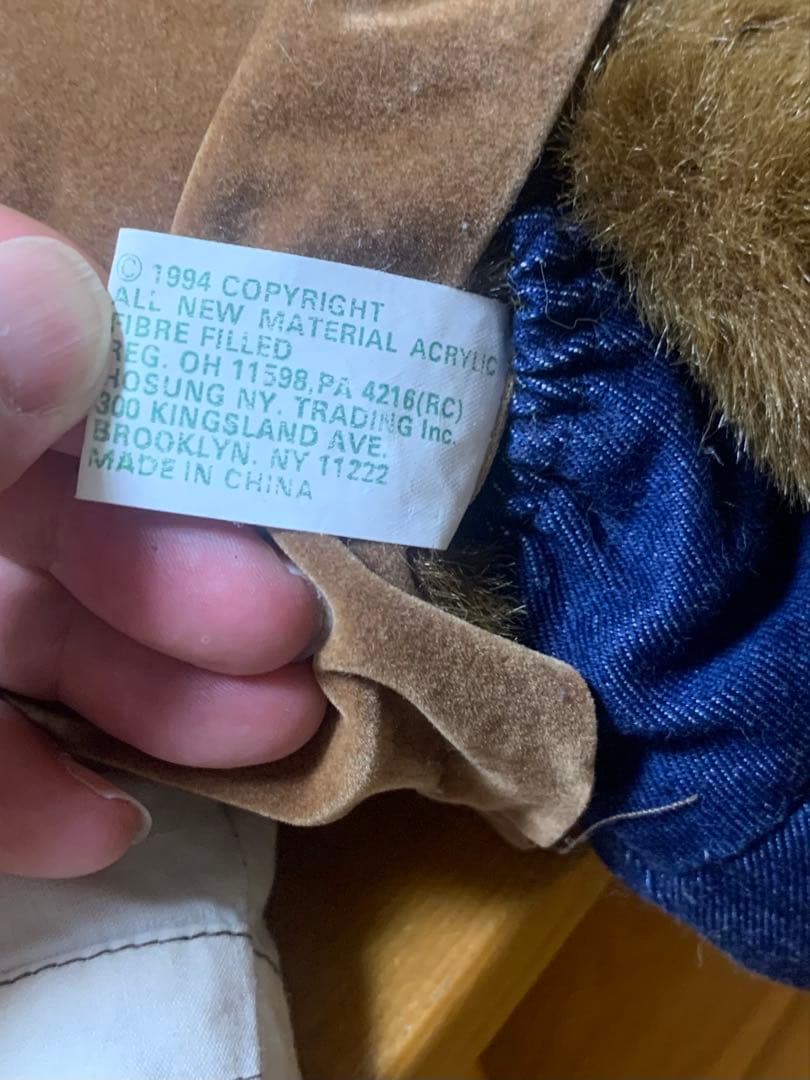 © 1994 COPYRIGHT
ALL NEW MATERIAL ACRYLIC
FIBRE FILLED
REG. OH 11598,PA 4216(RC)
HOSUNG NY. TRADING Inc.
300 KINGSLAND AVE.
BROOKLYN. NY 11222
MADE IN CHINA